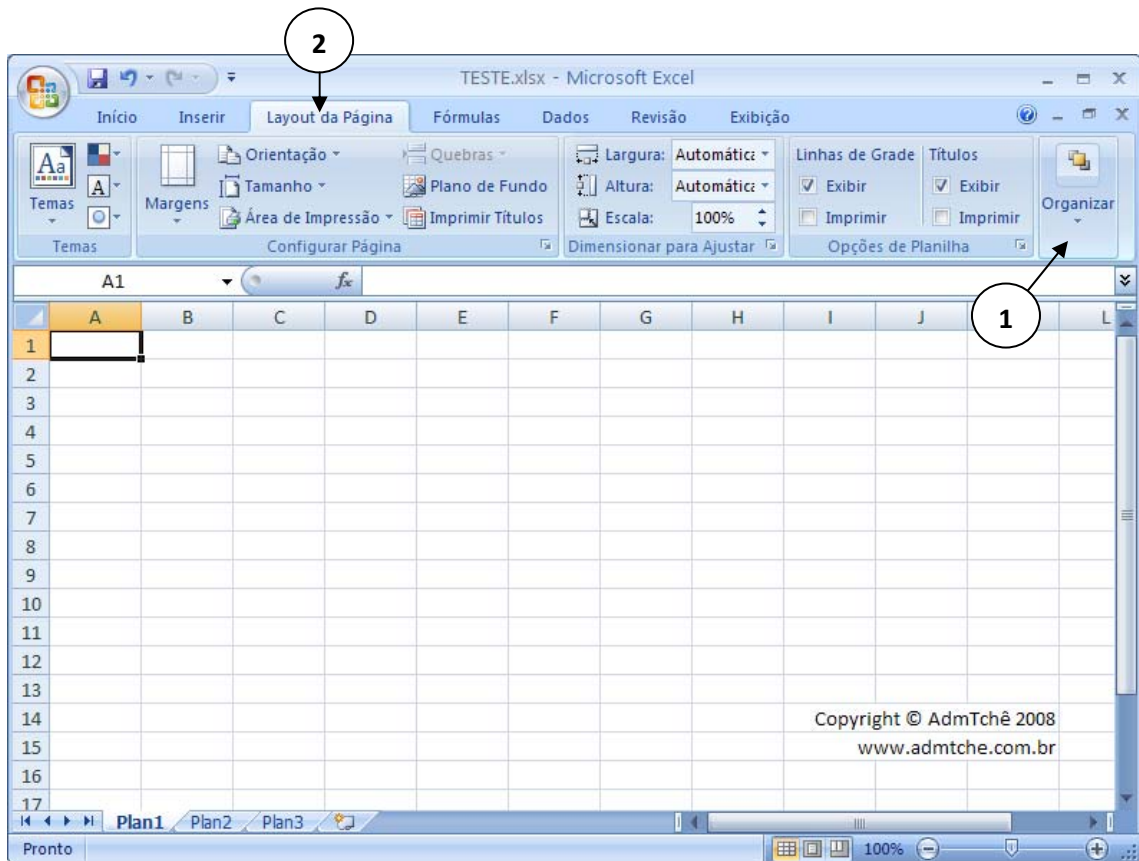 2
TESTE.xlsx - Microsoft Excel
Início Inserir Layout da Página Fórmulas Dados Revisão Exibição
Aa Orientação Quebras Largura: Automátic Linhas de Grade Títulos
A Tamanho Plano de Fundo Altura: Automátic Exibir Exibir
Temas Margens Área de Impressão Imprimir Títulos Escala: 100% Imprimir Imprimir Organizar
Temas Configurar Página Dimensionar para Ajustar Opções de Planilha
A1 fx
1
A B C D E F G H I J L
1
2
3
4
5
6
7
8
9
10
11
12
13
14 Copyright © AdmTchê 2008
15 www.admtche.com.br
16
17
Plan1 Plan2 Plan3
Pronto 100%